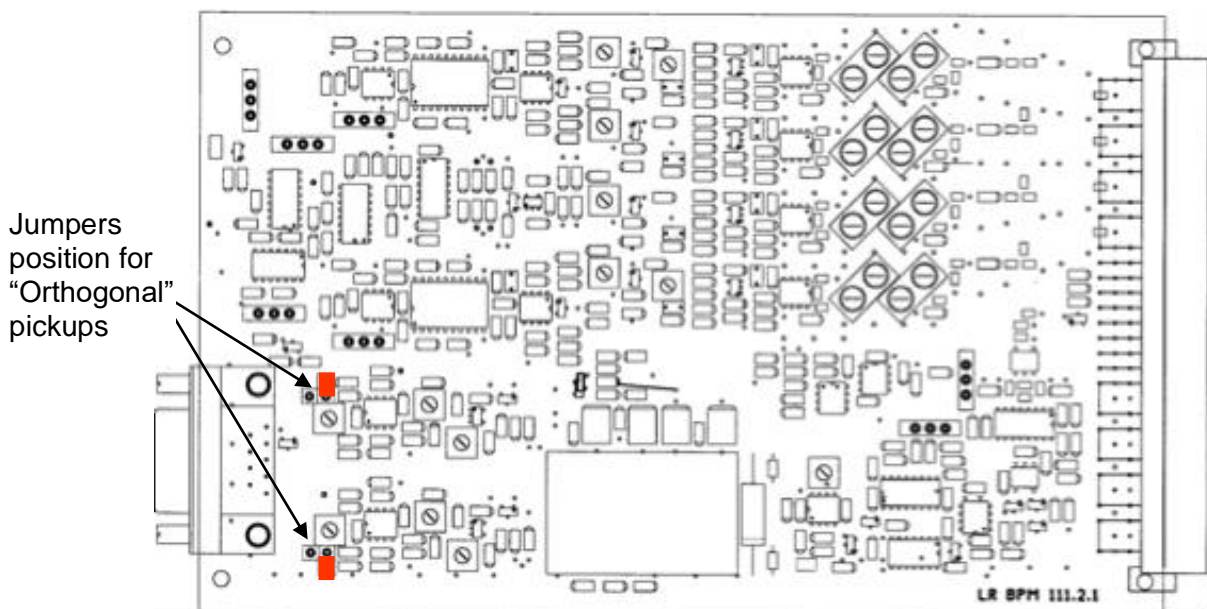 Jumpers
position for
“Orthogonal”
pickups
LR BPM 111.2.1